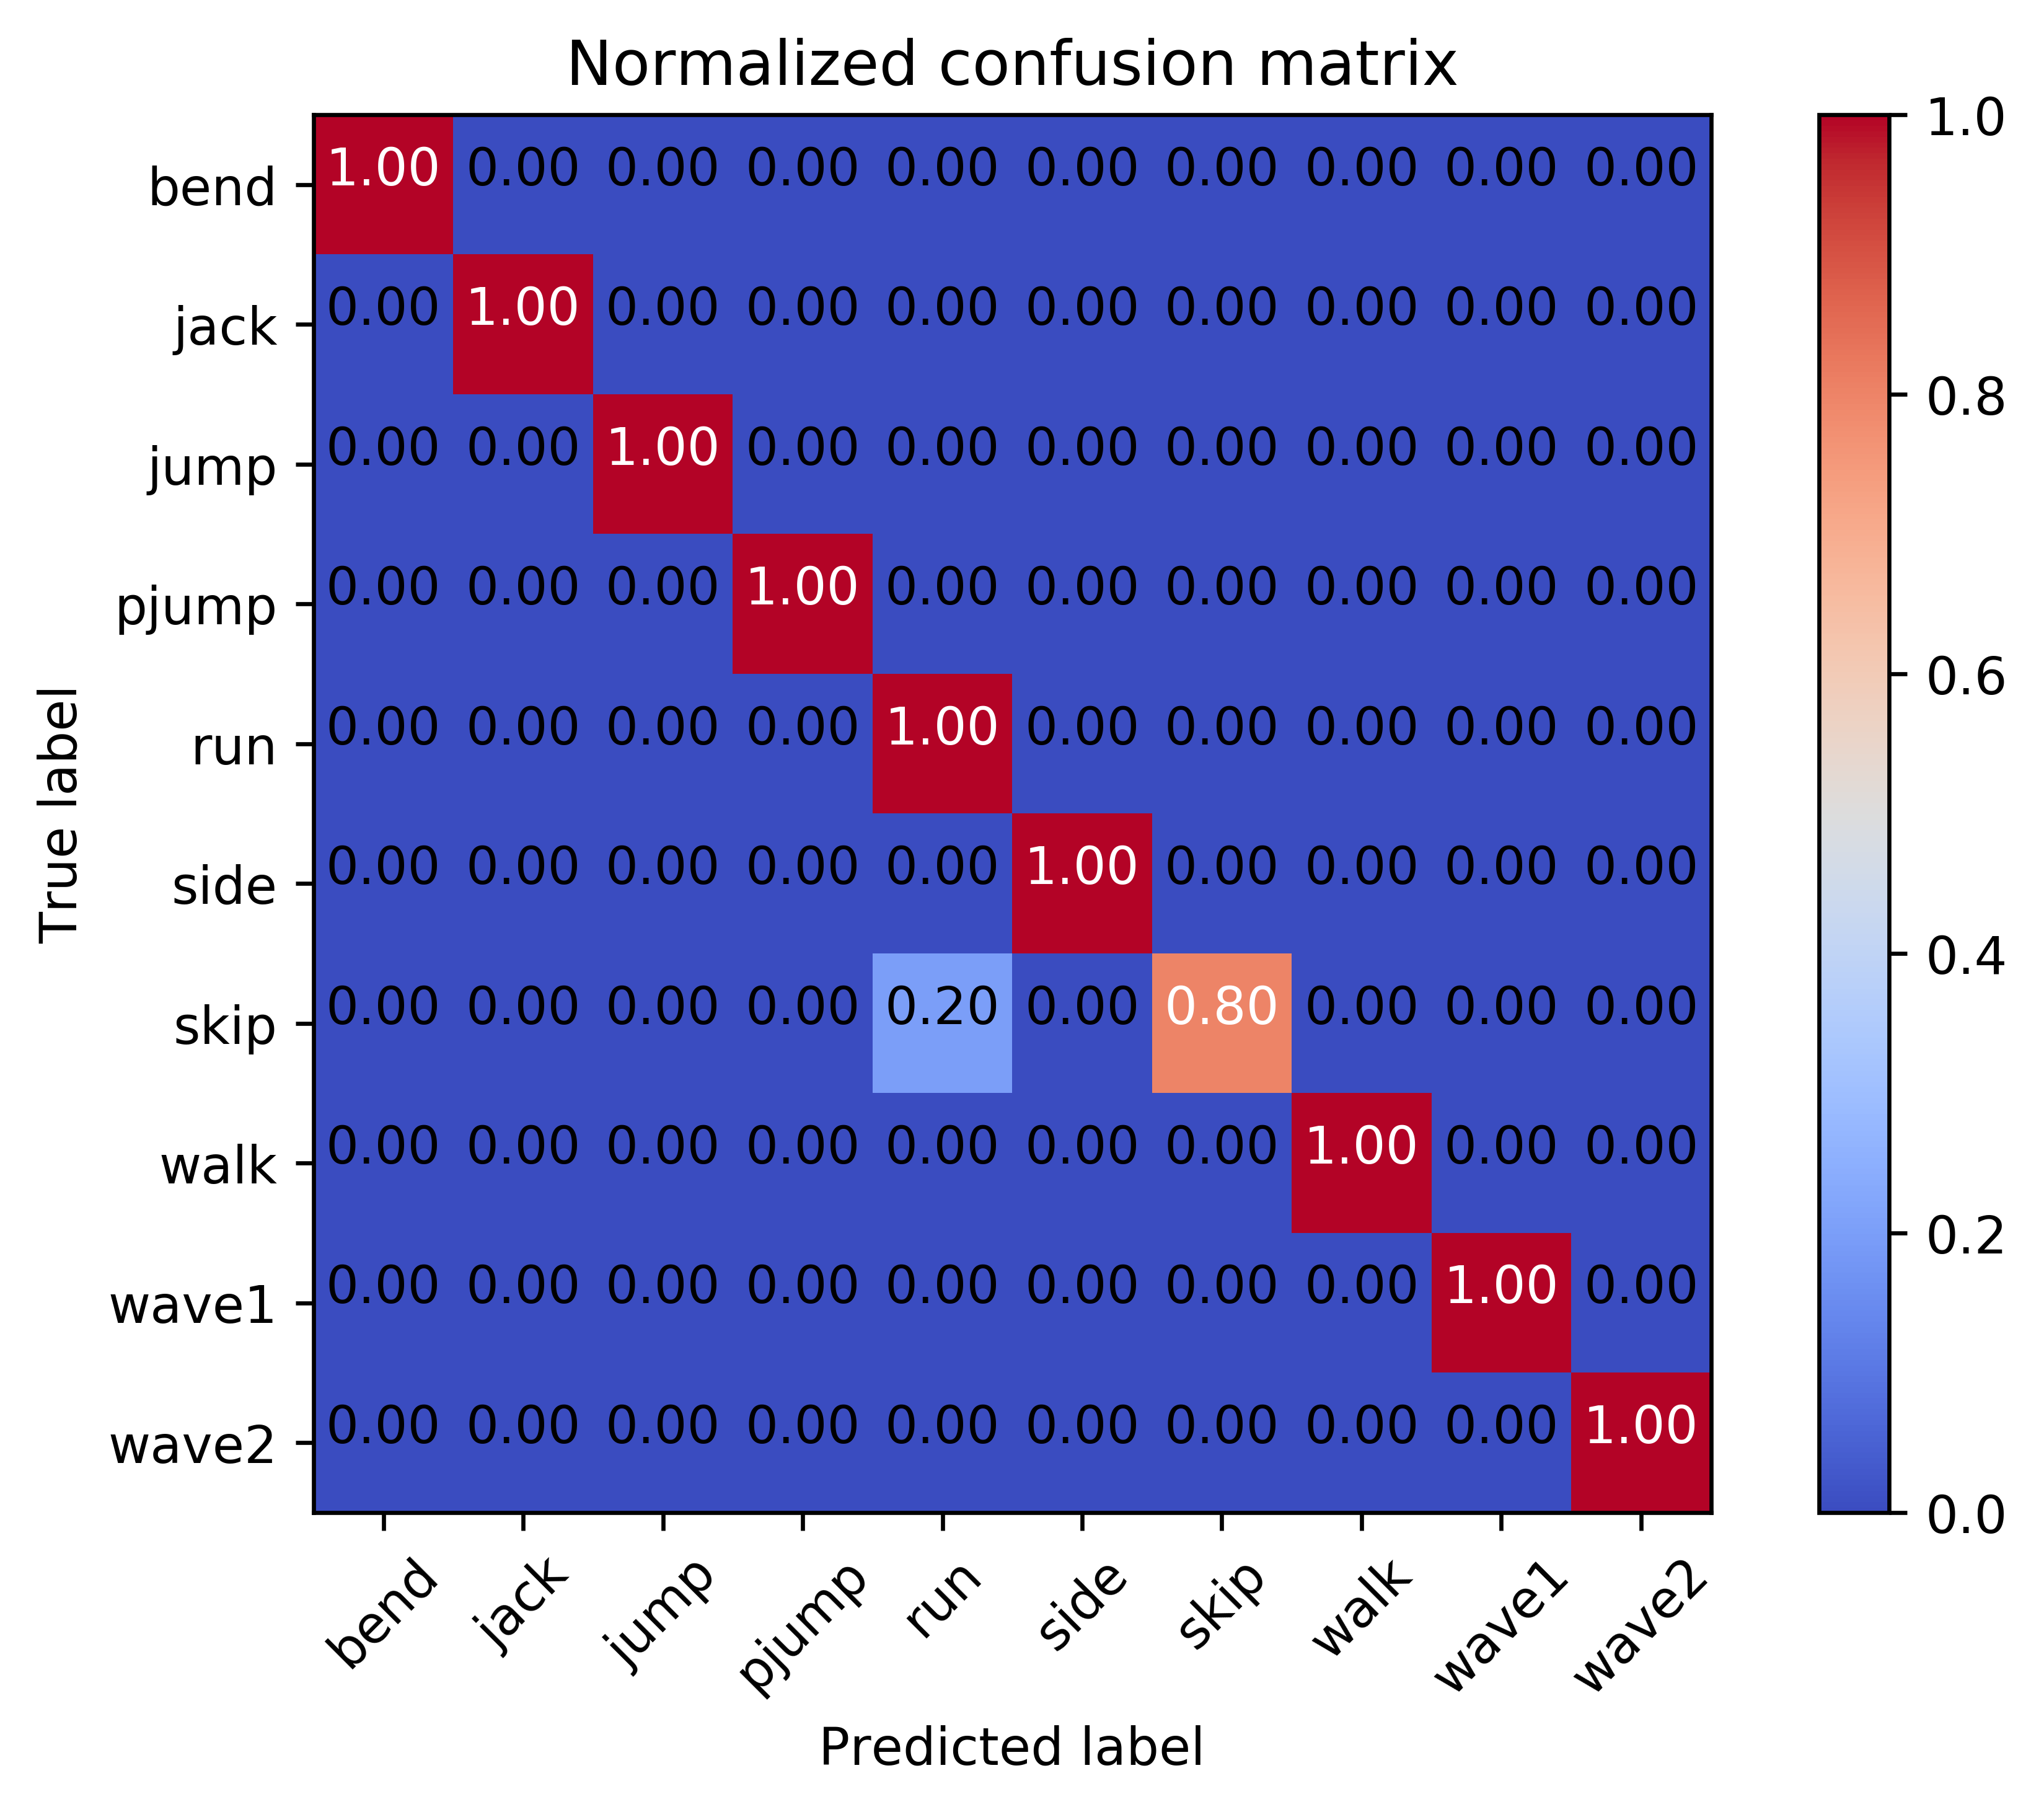 Normalized confusion matrix
bend 1.00 0.00 0.00 0.00 0.00 0.00 0.00 0.00 0.00 0.00
jack 0.00 1.00 0.00 0.00 0.00 0.00 0.00 0.00 0.00 0.00
jump 0.00 0.00 1.00 0.00 0.00 0.00 0.00 0.00 0.00 0.00
pjump 0.00 0.00 0.00 1.00 0.00 0.00 0.00 0.00 0.00 0.00
run 0.00 0.00 0.00 0.00 1.00 0.00 0.00 0.00 0.00 0.00
side 0.00 0.00 0.00 0.00 0.00 1.00 0.00 0.00 0.00 0.00
skip 0.00 0.00 0.00 0.00 0.20 0.00 0.80 0.00 0.00 0.00
walk 0.00 0.00 0.00 0.00 0.00 0.00 0.00 1.00 0.00 0.00
wave1 0.00 0.00 0.00 0.00 0.00 0.00 0.00 0.00 1.00 0.00
wave2 0.00 0.00 0.00 0.00 0.00 0.00 0.00 0.00 0.00 1.00
bend jack jump pjump run side skip walk wave1 wave2
Predicted label
True label
1.0
0.8
0.6
0.4
0.2
0.0